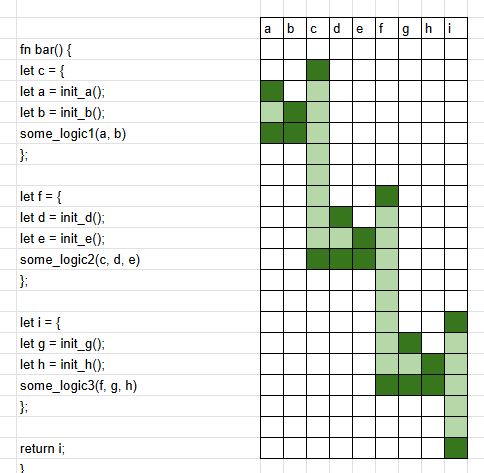 a b c d e f g h i
fn bar() {
let c = {
let a = init_a();
let b = init_b();
some_logic1(a, b)
};
let f = {
let d = init_d();
let e = init_e();
some_logic2(c, d, e)
};
let i = {
let g = init_g();
let h = init_h();
some_logic3(f, g, h)
};
return i;
}